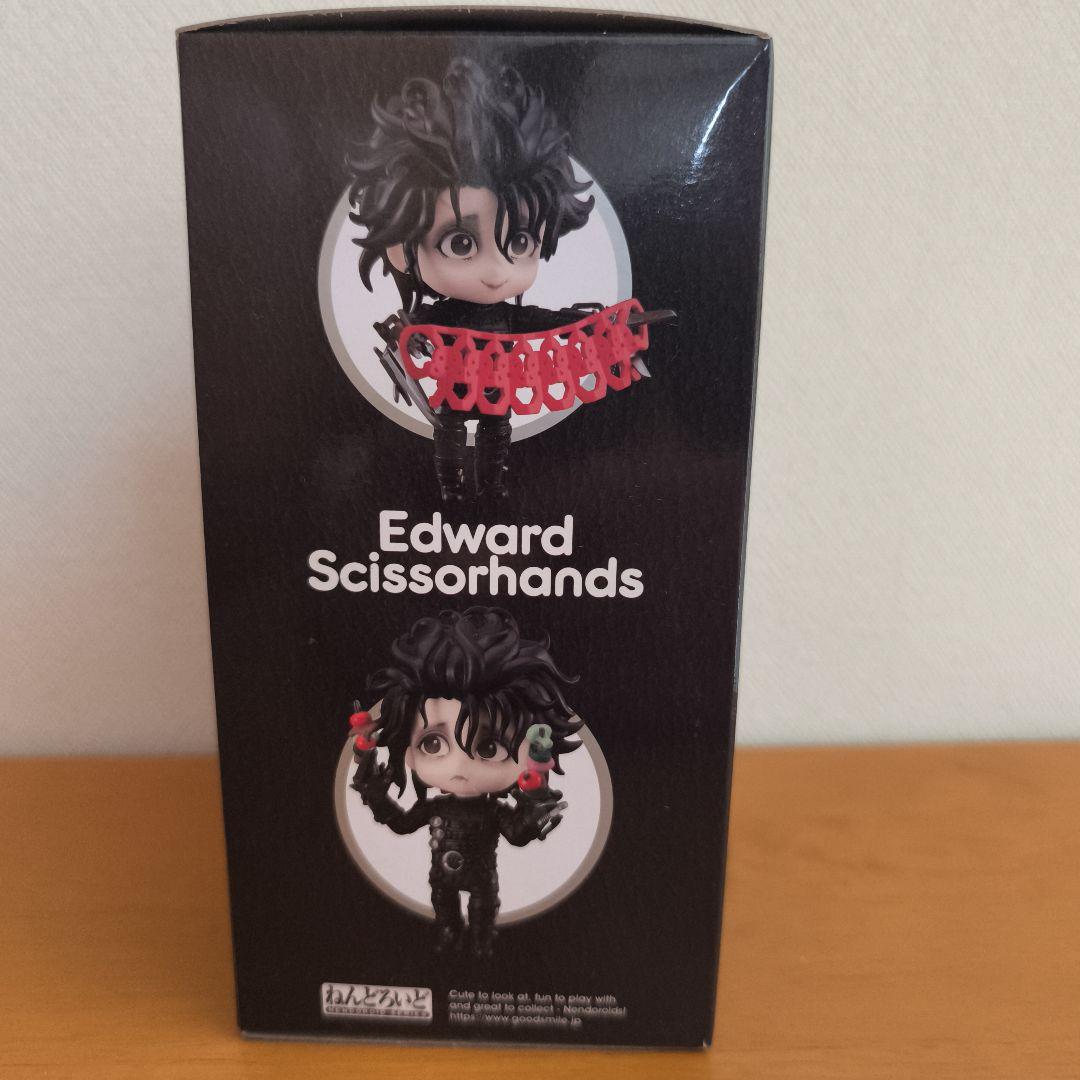 Edward
Scissorhands
ねんどろいど
NENDOROID SERIES
Cute to look at, fun to play with
and great to collect - Nendoroids!
https://www.goodsmile.jp